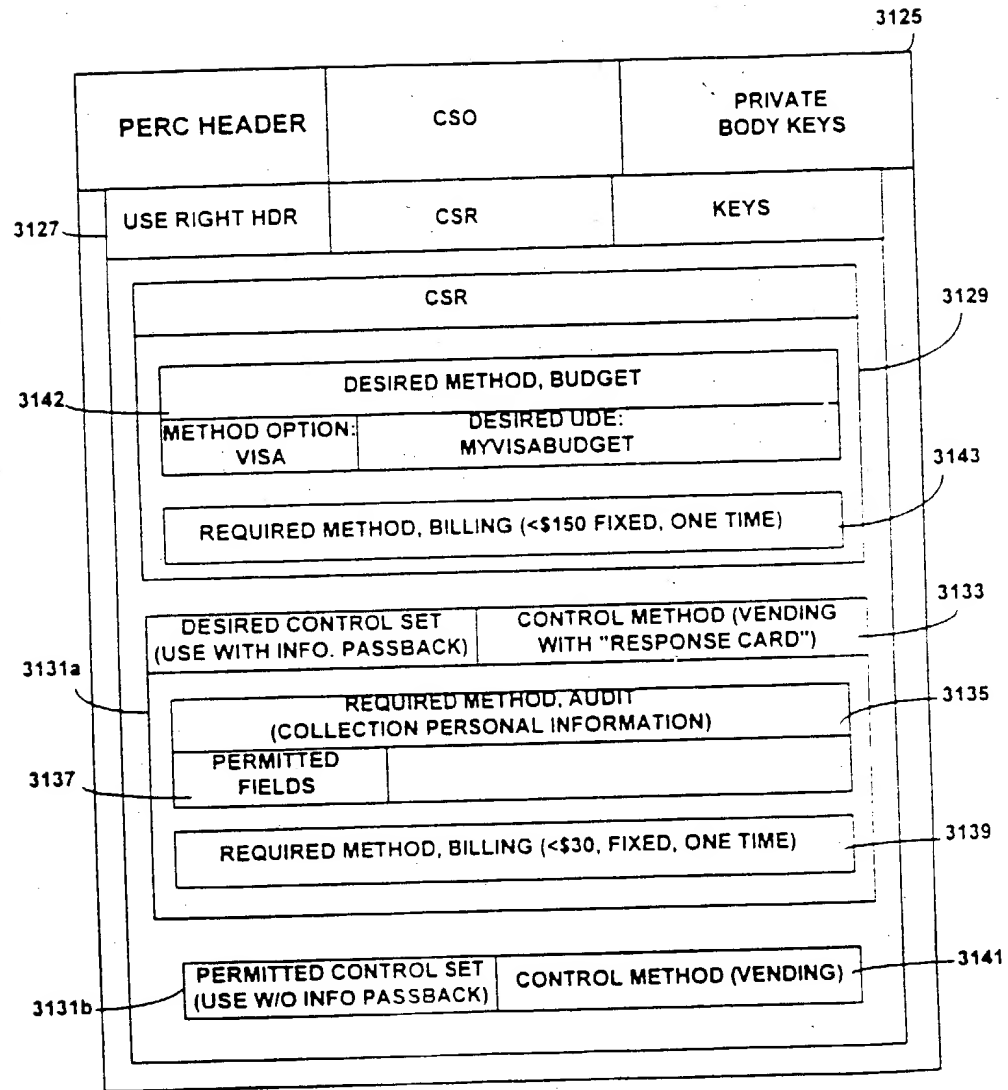 3125
PERC HEADER
CSO
PRIVATE
BODY KEYS
3127
USE RIGHT HDR
CSR
KEYS
CSR
3129
DESIRED METHOD, BUDGET
3142
METHOD OPTION:
VISA
DESIRED UDE:
MYVISABUDGET
3143
REQUIRED METHOD, BILLING (<$150 FIXED, ONE TIME)
3133
DESIRED CONTROL SET
(USE WITH INFO. PASSBACK)
CONTROL METHOD (VENDING
WITH "RESPONSE CARD")
3131a
REQUIRED METHOD, AUDIT
(COLLECTION PERSONAL INFORMATION)
3135
3137
PERMITTED
FIELDS
REQUIRED METHOD, BILLING (<$30, FIXED, ONE TIME)
3139
3131b
PERMITTED CONTROL SET
(USE W/O INFO PASSBACK)
CONTROL METHOD (VENDING)
3141